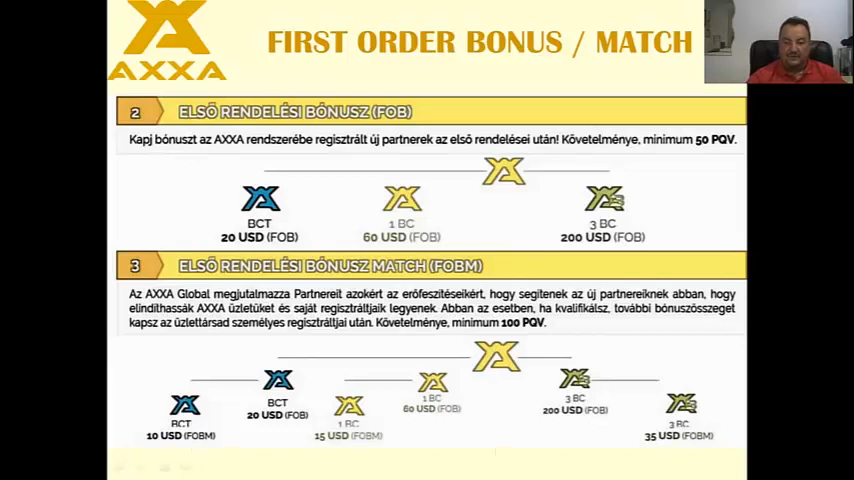 AXXA
FIRST ORDER BONUS / MATCH
2 ELSŐ RENDELÉSI BÓNUSZ (FOB)
Kapj bónuszt az AXXA rendszerébe regisztrált új partnerek az első rendelései után! Követelménye, minimum 50 PQV.
BCT
20 USD (FOB)
1 BC
60 USD (FOB)
3 BC
200 USD (FOB)
3 ELSŐ RENDELÉSI BÓNUSZ MATCH (FOBM)
Az AXXA Global megjutalmazza Partnereit azokért az erőfeszítéseikért, hogy segítenek az új partnereiknek abban, hogy
elindíthassák AXXA üzletüket és saját regisztráltjaik legyenek. Abban az esetben, ha kvalifikálsz, további bónuszösszeget
kapsz az üzlettársad személyes regisztráltjai után. Követelménye, minimum 100 PQV.
BCT
10 USD (FOBM)
BCT
20 USD (FOB)
1 BC
15 USD (FOBM)
1 BC
60 USD (FOB)
3 BC
200 USD (FOB)
3 BC
35 USD (FOBM)